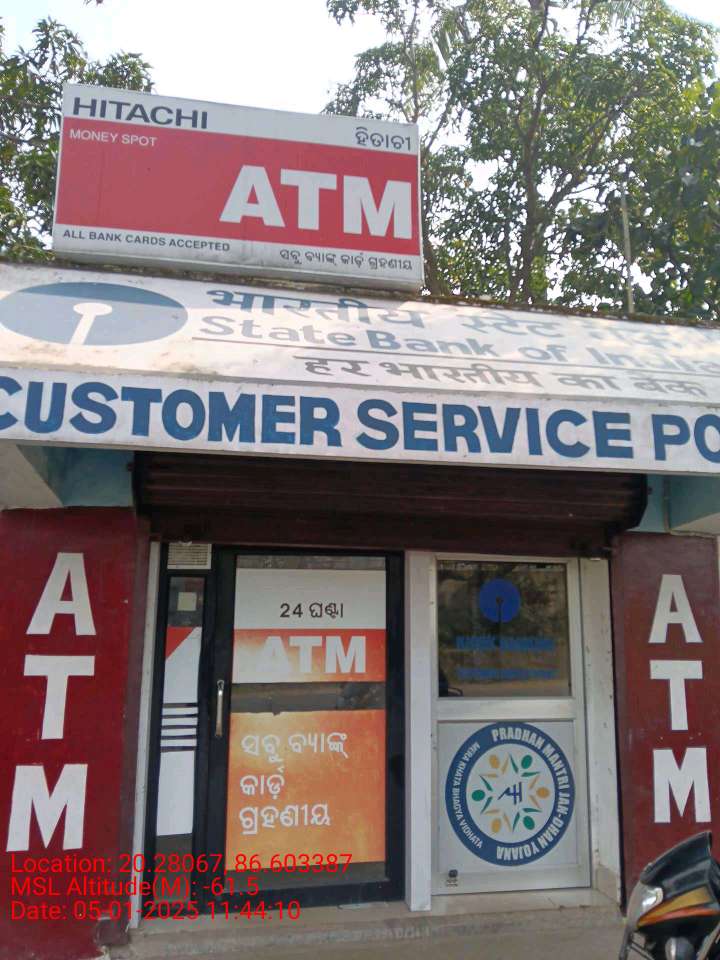 HITACHI
ହିତାଚୀ
MONEY SPOT
ATM
ALL BANK CARDS ACCEPTED
ସବୁ ବ୍ୟାଙ୍କ୍ କାର୍ଡ଼ ଗ୍ରହଣୀୟ
भारतीय स्टेट
State Bank of India
हर भारतीय का बैंक
CUSTOMER SERVICE PO
ATM
24 ଘଣ୍ଟା
ATM
ସବୁ ବ୍ୟାଙ୍କ୍
କାର୍ଡ଼
ଗ୍ରହଣୀୟ
PRADHAN MANTRI JAN-DHAN YOJANA
MERA KHATA BHAGYA VIDHATA
ATM
Location: 20.28067, 86.603387
MSL Altitude(M): -61.5
Date: 05-01-2025 11:44:10